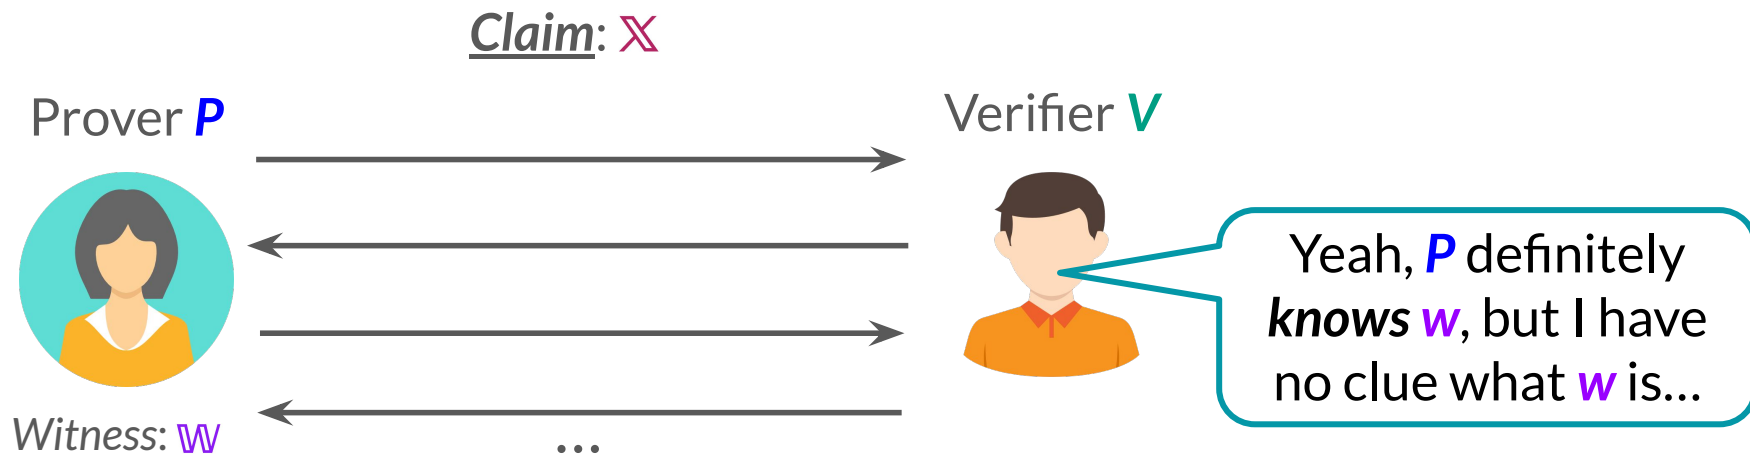 Claim: 𝕏
Prover P
Verifier V
Yeah, P definitely
knows w, but I have
no clue what w is...
Witness: 𝕎
...